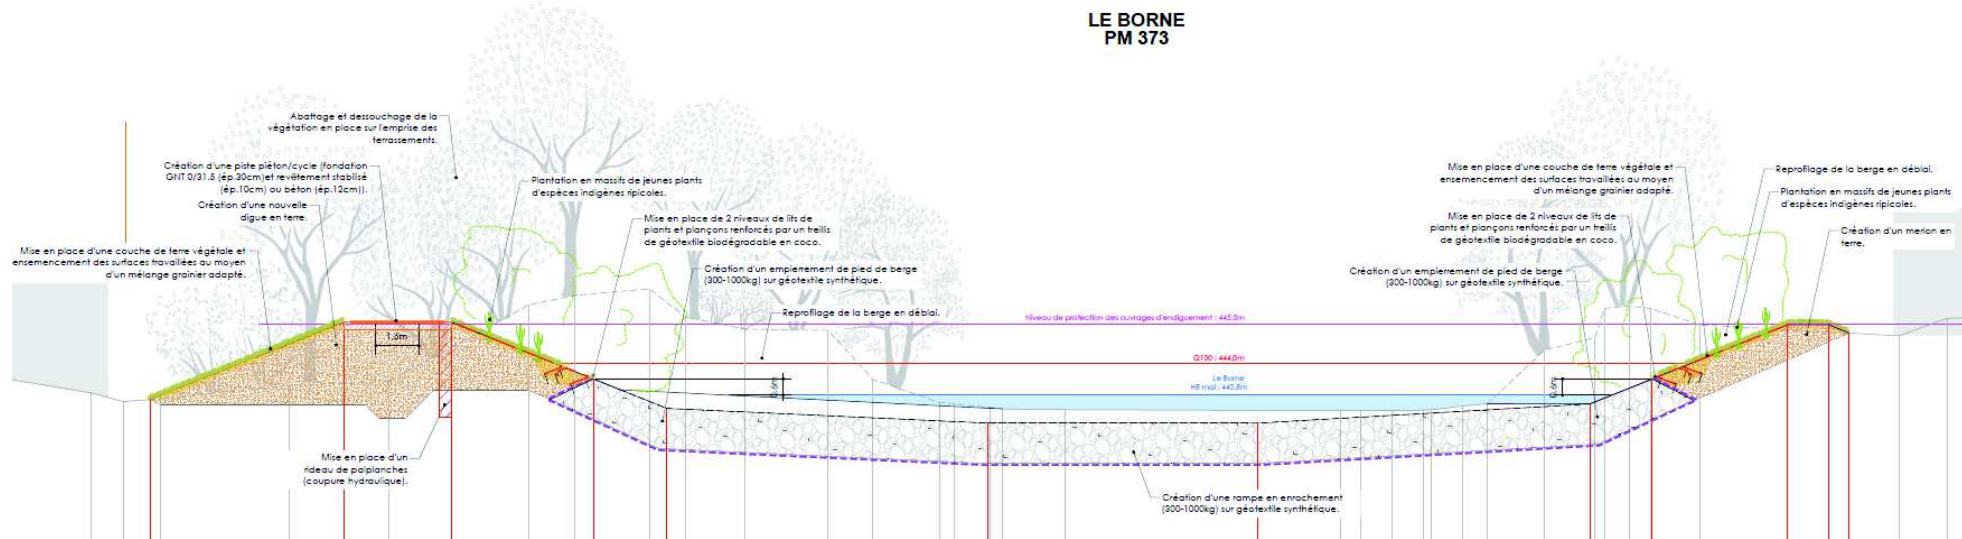 LE BORNE
PM 373
Abattage et dessouchage de la
végétation en place sur l'emprise des
terrassements.
Création d'une piste piéton/cycle (fondation
GNT 0/31.5 (ép.30cm)et revêtement stabilisé
(ép.10cm) ou béton (ép.12cm)).
Création d'une nouvelle
digue en terre.
Mise en place d'une couche de terre végétale et
ensemencement des surfaces travaillées au moyen
d'un mélange grainier adapté.
Plantation en massifs de jeunes plants
d'espèces indigènes ripicoles.
Mise en place de 2 niveaux de lits de
plants et plançons renforcés par un treillis
de géotextile biodégradable en coco.
Création d'un empierrement de pied de berge
(300-1000kg) sur géotextile synthétique.
Reprofilage de la berge en déblai.
Niveau de protection des ouvrages d'endiguement : 445.5m
Q100 : 444.0m
Le Borne
HE mai : 442.8m
1,6m
0,6m
0,6m
Mise en place d'un
rideau de palplanches
(coupure hydraulique).
Création d'une rampe en enrochement
(300-1000kg) sur géotextile synthétique.
Mise en place d'une couche de terre végétale et
ensemencement des surfaces travaillées au moyen
d'un mélange grainier adapté.
Mise en place de 2 niveaux de lits de
plants et plançons renforcés par un treillis
de géotextile biodégradable en coco.
Création d'un empierrement de pied de berge
(300-1000kg) sur géotextile synthétique.
Reprofilage de la berge en déblai.
Plantation en massifs de jeunes plants
d'espèces indigènes ripicoles.
Création d'un merlon en
terre.